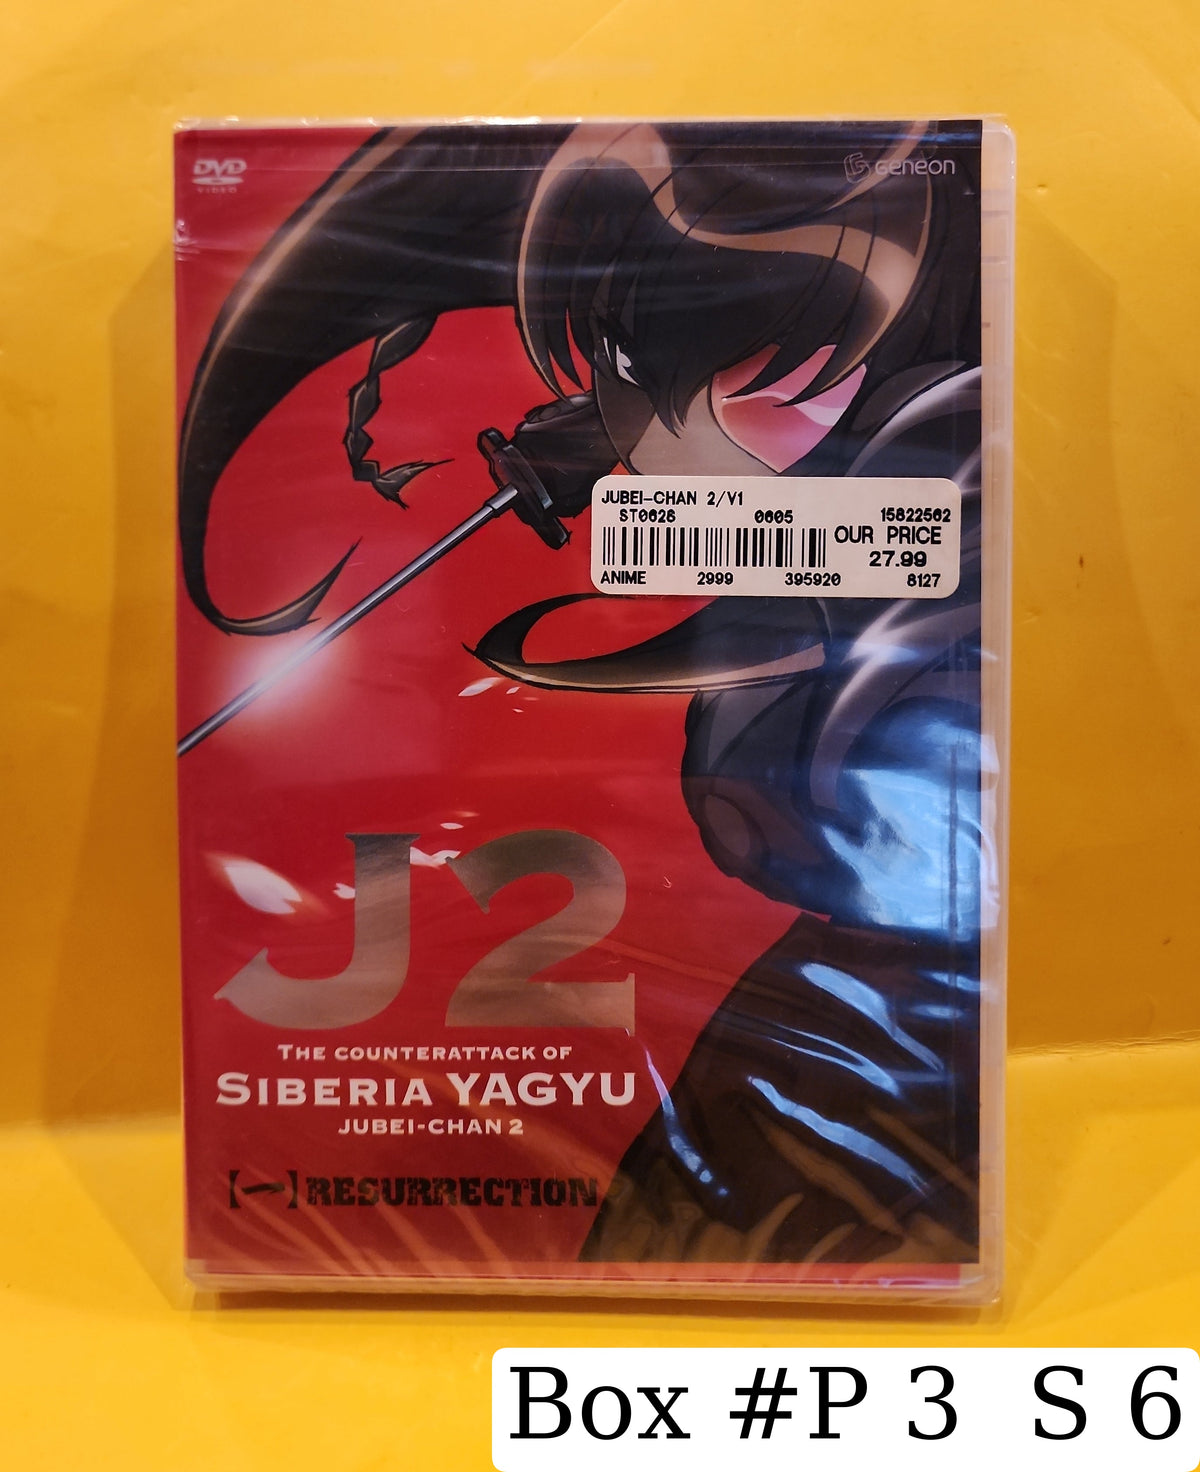 DVD
VIDEO
Geneon
JUBEI-CHAN 2/V1
ST0626 0605 15822562
OUR PRICE
27.99
ANIME 2999 395920 8127
J2
THE COUNTERATTACK OF
SIBERIA YAGYU
JUBEI-CHAN 2
【一】RESURRECTION
Box #P 3 S 6